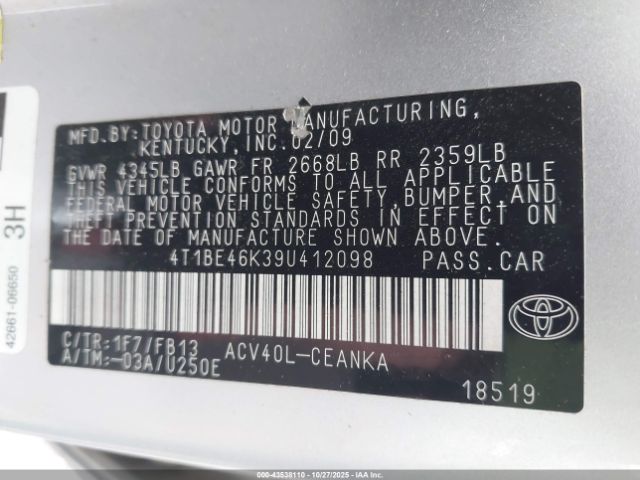 MFD.BY:TOYOTA MOTOR MANUFACTURING,
KENTUCKY,INC.02/09
GVWR 4345LB GAWR FR 2668LB RR 2359LB
THIS VEHICLE CONFORMS TO ALL APPLICABLE
FEDERAL MOTOR VEHICLE SAFETY,BUMPER,AND
THEFT PREVENTION STANDARDS IN EFFECT ON
THE DATE OF MANUFACTURE SHOWN ABOVE.
4T1BE46K39U412098 PASS.CAR
C/TR:1F7/FB13 ACV40L-CEANKA
A/TM:-03A/U250E
18519
TOYOTA
42661-06650
3H
000-43538110 - 10/27/2025 - IAAI.COM